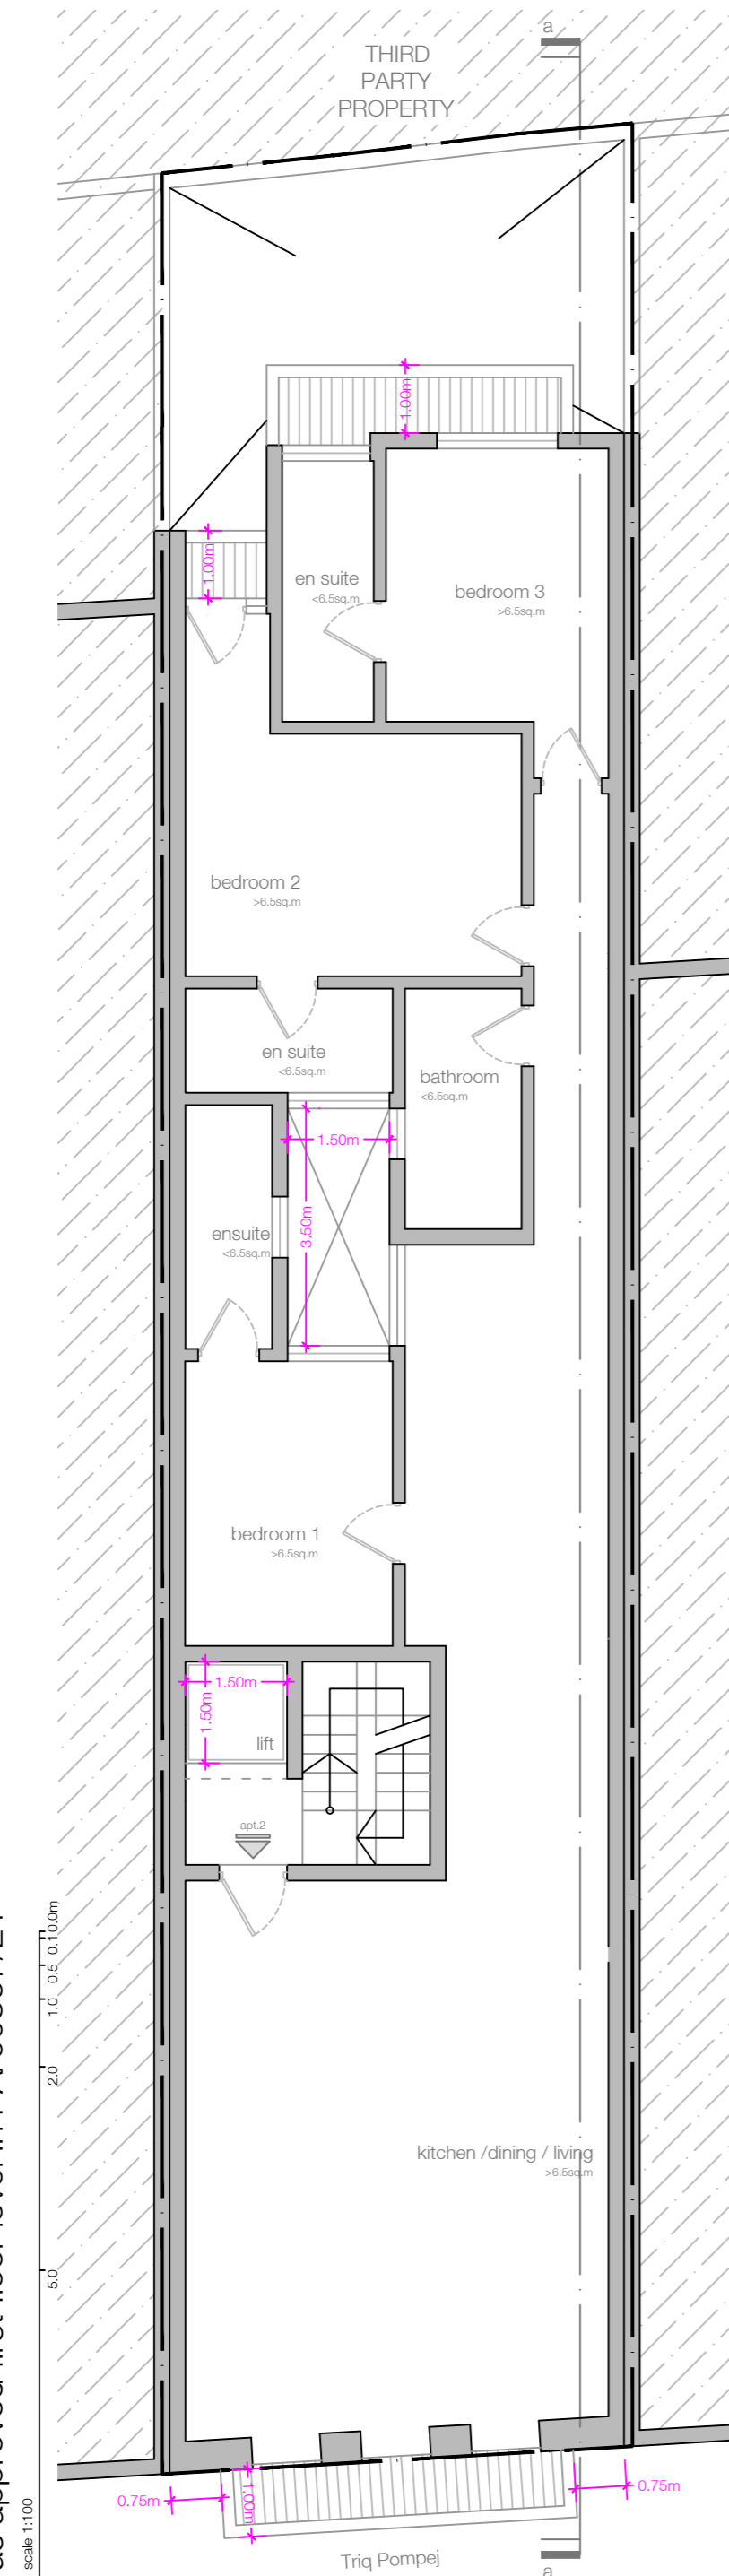 a
THIRD
PARTY
PROPERTY
1.00m
1.00m
en suite
<6.5sq.m
bedroom 3
>6.5sq.m
bedroom 2
>6.5sq.m
en suite
<6.5sq.m
bathroom
<6.5sq.m
1.50m
3.50m
ensuite
<6.5sq.m
bedroom 1
>6.5sq.m
1.50m
1.50m
lift
apt.2
kitchen /dining / living
>6.5sq.m
0.75m
1.00m
0.75m
Triq Pompej
a
scale 1:100
0.0m
0.1
0.5
1.0
2.0
5.0